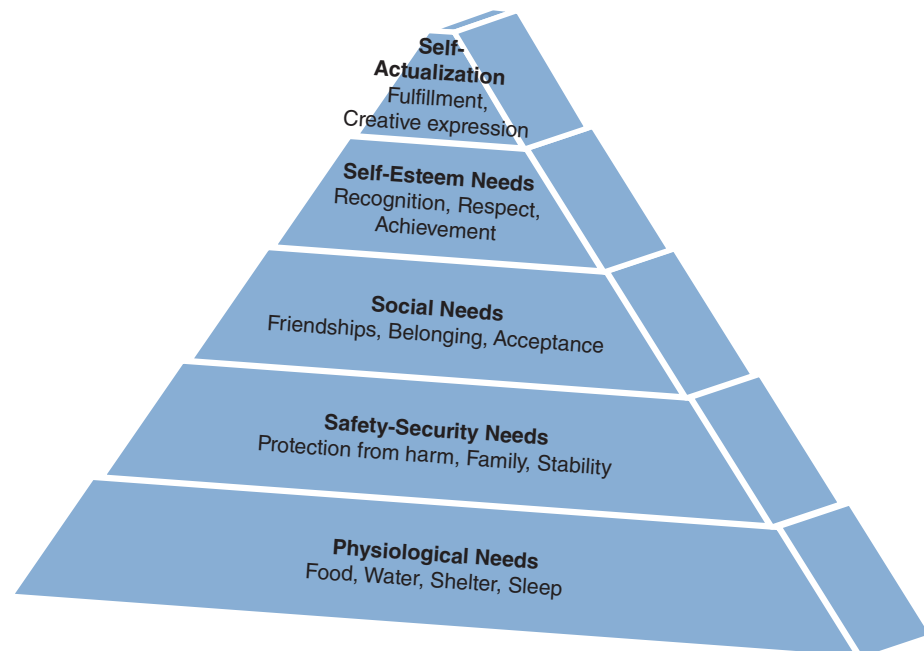 Self-
Actualization
Fulfillment,
Creative expression
Self-Esteem Needs
Recognition, Respect,
Achievement
Social Needs
Friendships, Belonging, Acceptance
Safety-Security Needs
Protection from harm, Family, Stability
Physiological Needs
Food, Water, Shelter, Sleep